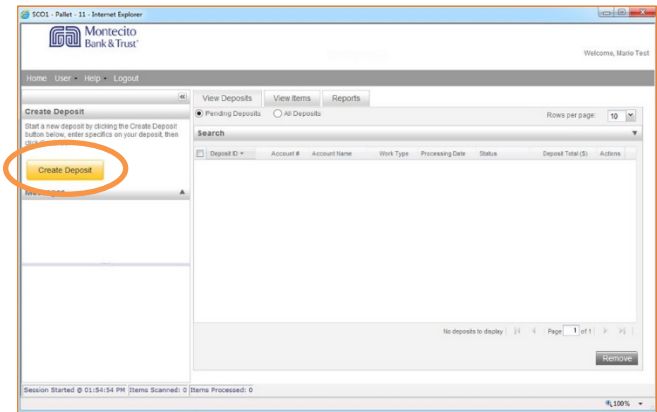 SCO1 - Pallet - 11 - Internet Explorer
Montecito
Bank & Trust
Welcome, Mario Test
Home User Help Logout
View Deposits View Items Reports
Create Deposit
Pending Deposits All Deposits Rows per page: 10
Start a new deposit by clicking the Create Deposit
button below, enter specifics on your deposit, then
Search
Deposit ID Account # Account Name Work Type Processing Date Status Deposit Total ($) Actions
Create Deposit
No deposits to display Page 1 of 1
Remove
Session Started @ 01:54:54 PM Items Scanned: 0 Items Processed: 0
100%